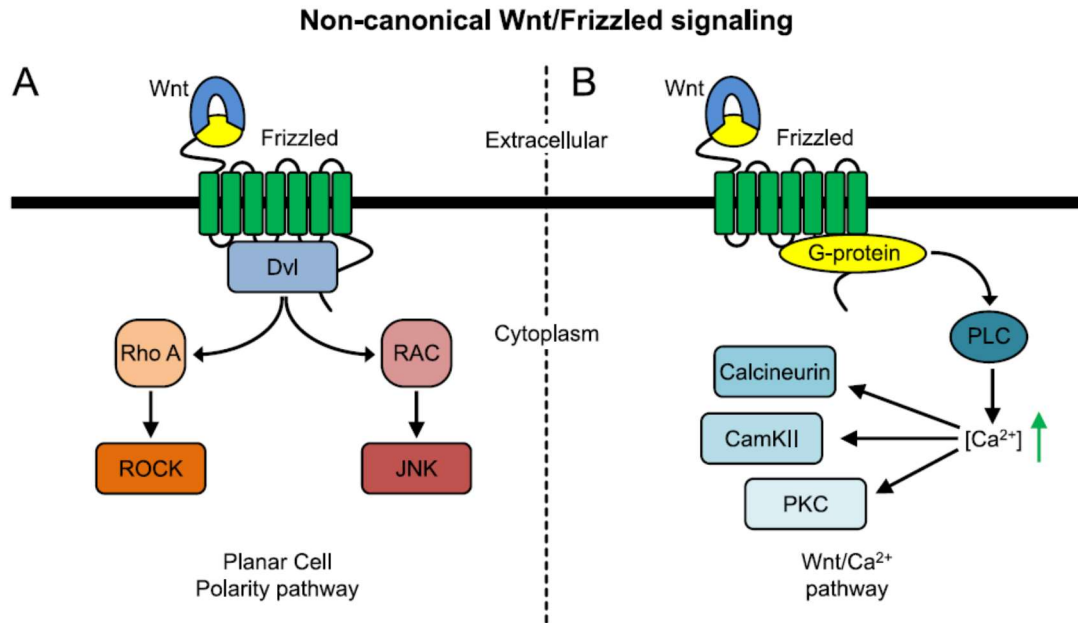 Non-canonical Wnt/Frizzled signaling
A
Wnt
Frizzled
Dvl
Rho A
RAC
ROCK
JNK
Planar Cell
Polarity pathway
Extracellular
Cytoplasm
B
Wnt
Frizzled
G-protein
PLC
Calcineurin
CamKII
[Ca²⁺]
PKC
Wnt/Ca²⁺
pathway